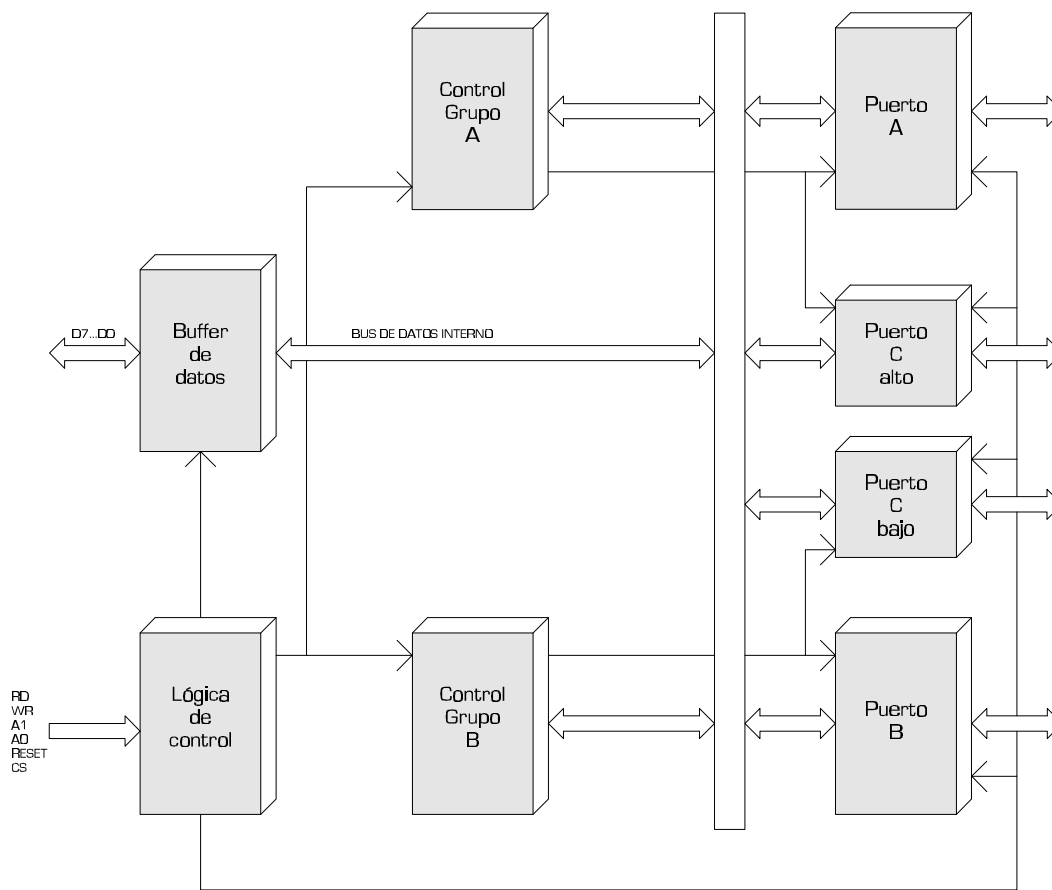 Control
Grupo
A
Puerto
A
D7...D0
Buffer
de
datos
BUS DE DATOS INTERNO
Puerto
C
alto
Puerto
C
bajo
RD
WR
A1
A0
RESET
CS
Lógica
de
control
Control
Grupo
B
Puerto
B